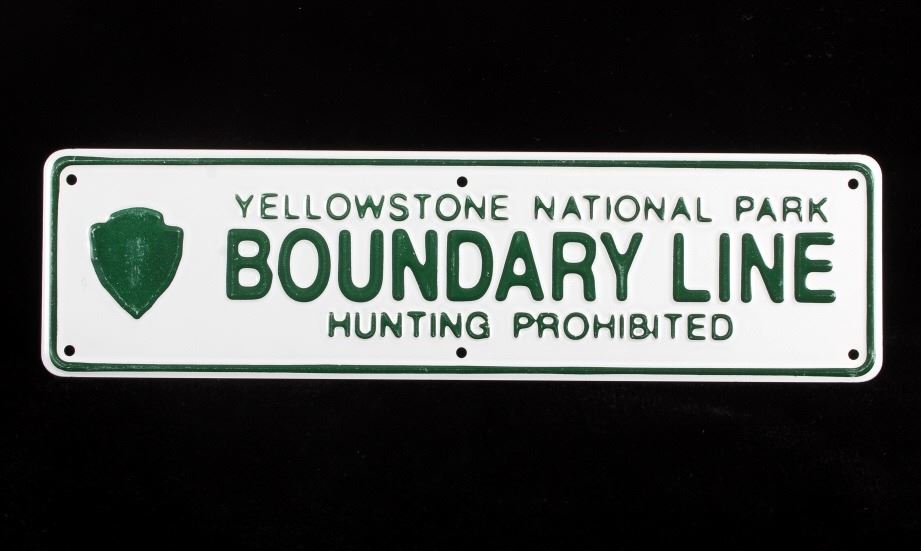 YELLOWSTONE NATIONAL PARK
BOUNDARY LINE
HUNTING PROHIBITED